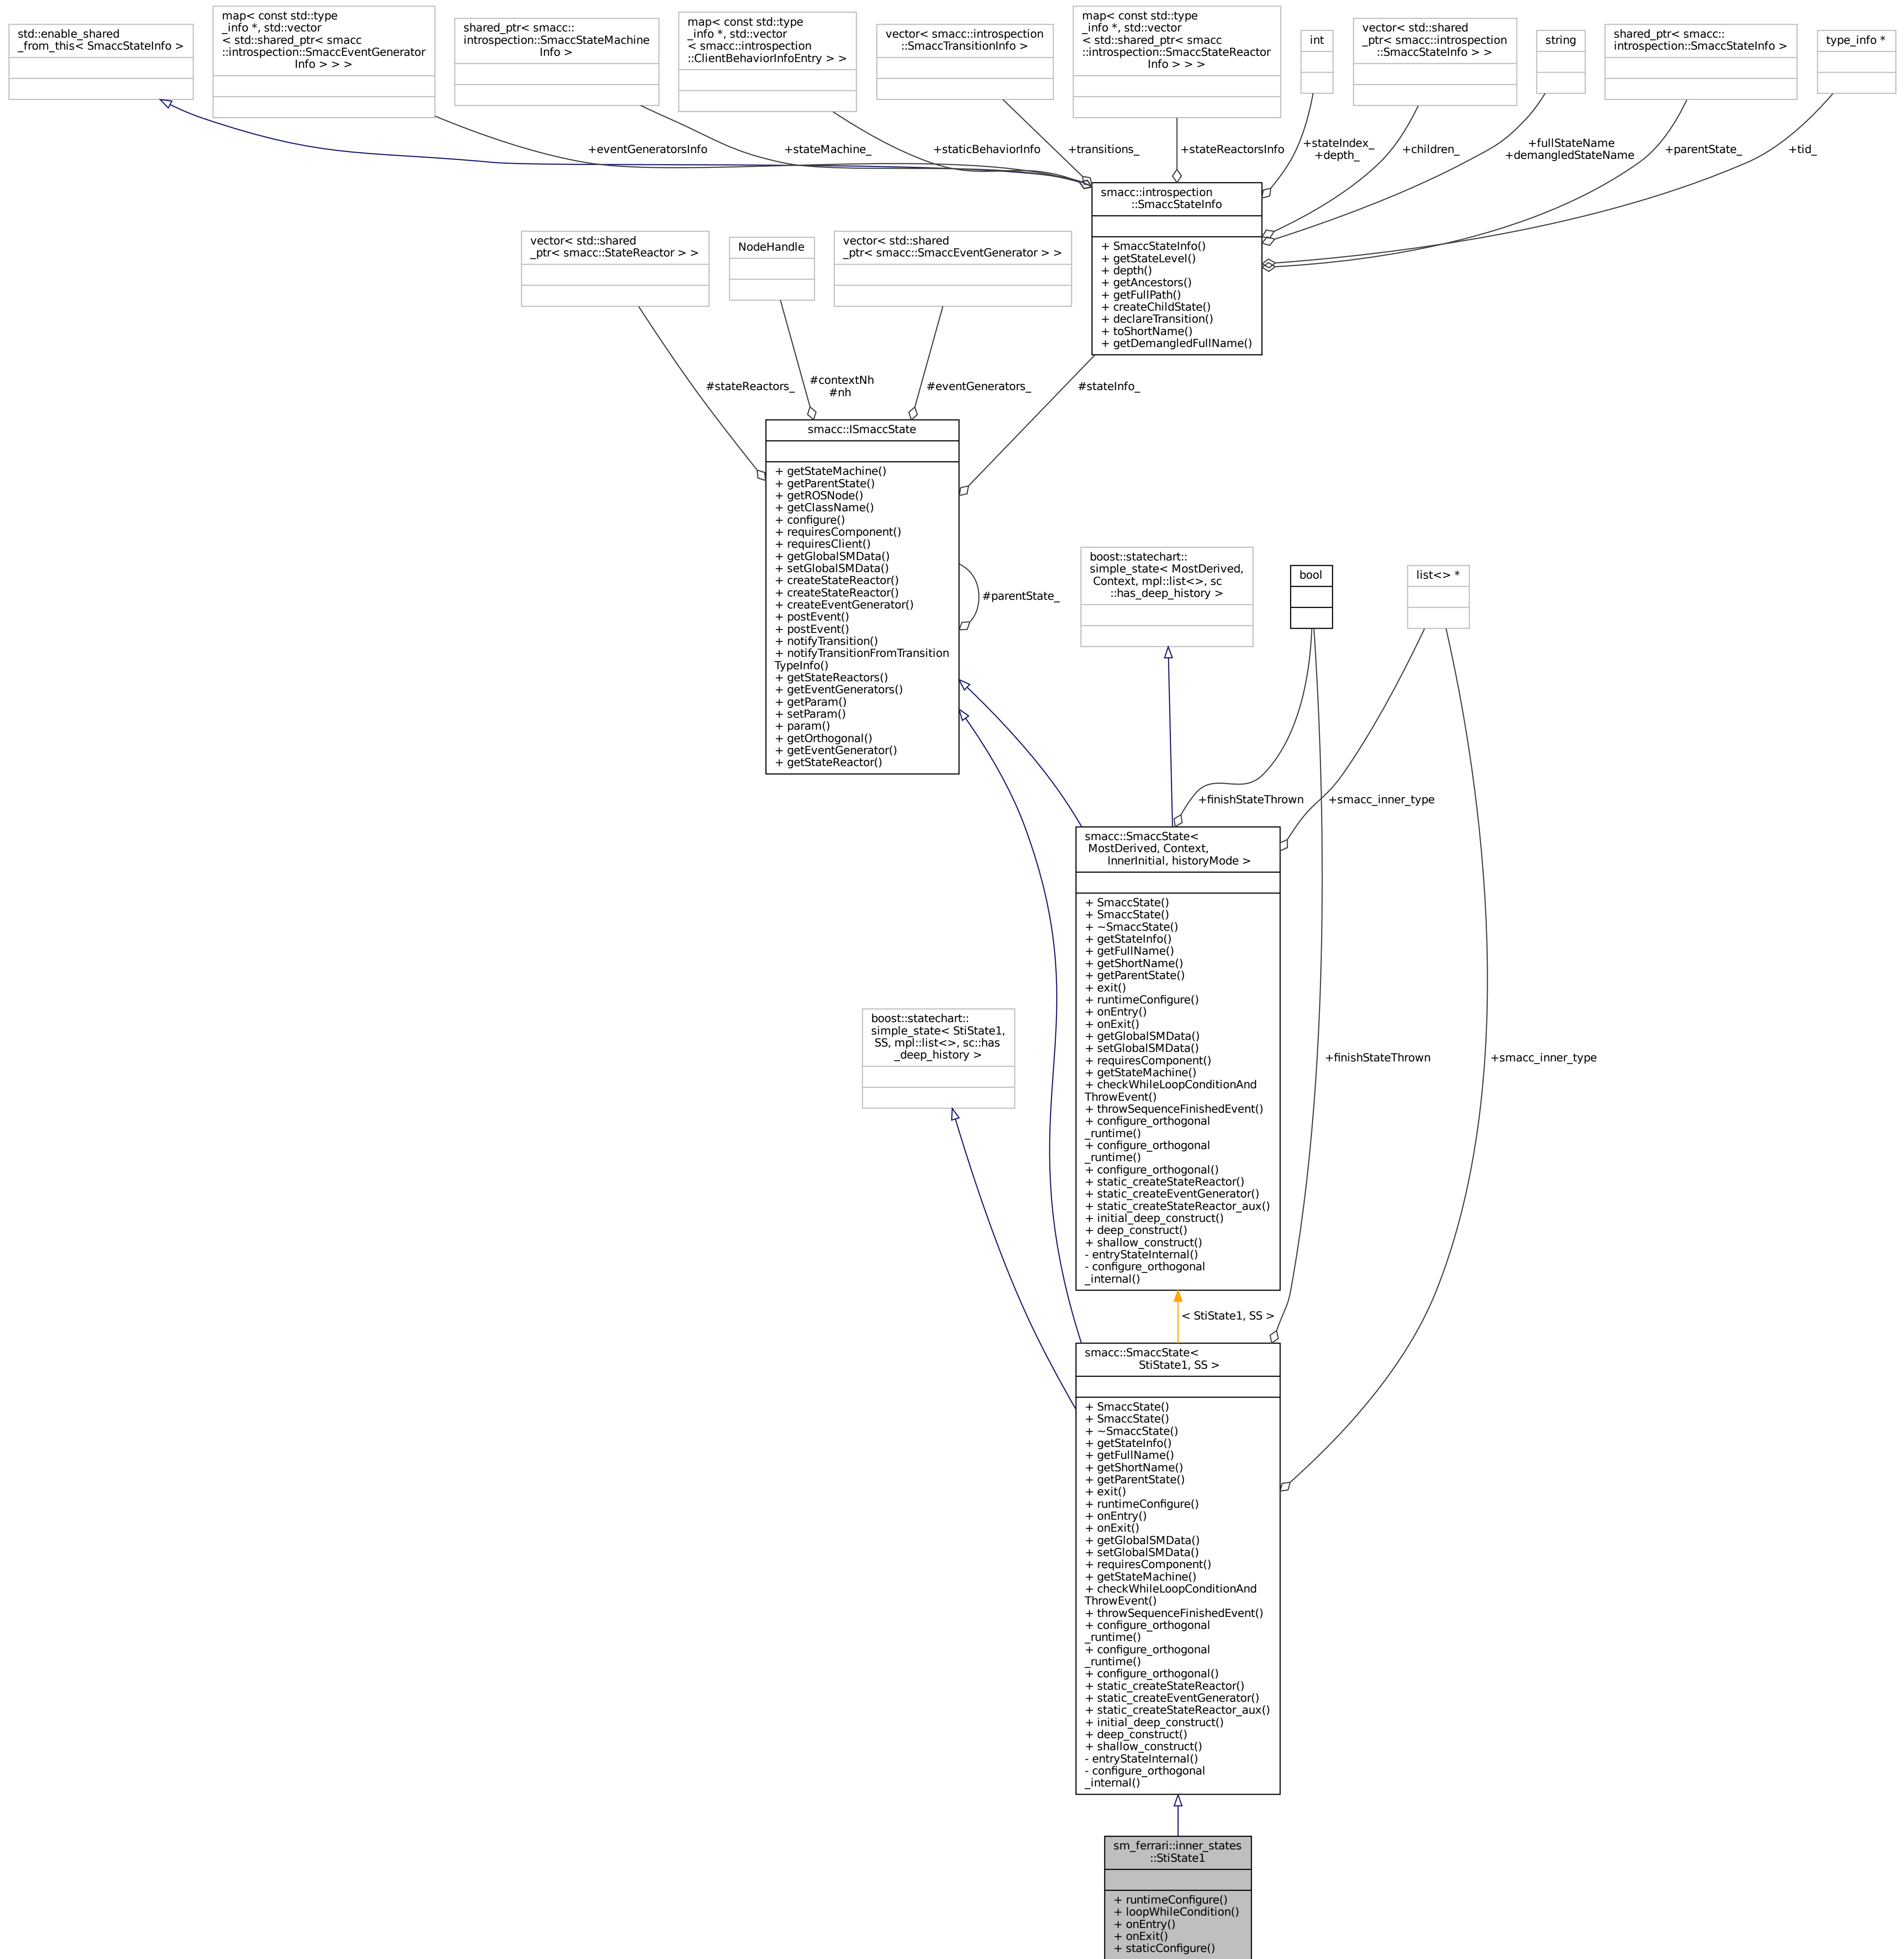 std::enable_shared
_from_this< SmaccStateInfo >
map< const std::type
_info *, std::vector
< std::shared_ptr< smacc
::introspection::SmaccEventGenerator
Info > > >
shared_ptr< smacc::
introspection::SmaccStateMachine
Info >
map< const std::type
_info *, std::vector
< smacc::introspection
::ClientBehaviorInfoEntry > >
vector< smacc::introspection
::SmaccTransitionInfo >
map< const std::type
_info *, std::vector
< std::shared_ptr< smacc
::introspection::SmaccStateReactor
Info > > >
int
vector< std::shared
_ptr< smacc::introspection
::SmaccStateInfo > >
string
shared_ptr< smacc::
introspection::SmaccStateInfo >
type_info *
+eventGeneratorsInfo
+stateMachine_
+staticBehaviorInfo
+transitions_
+stateReactorsInfo
+stateIndex_
+depth_
+children_
+fullStateName
+demangledStateName
+parentState_
+tid_
smacc::introspection
::SmaccStateInfo
+ SmaccStateInfo()
+ getStateLevel()
+ depth()
+ getAncestors()
+ getFullPath()
+ createChildState()
+ declareTransition()
+ toShortName()
+ getDemangledFullName()
vector< std::shared
_ptr< smacc::StateReactor > >
NodeHandle
vector< std::shared
_ptr< smacc::SmaccEventGenerator > >
#stateReactors_
#contextNh
#nh
#eventGenerators_
#stateInfo_
smacc::ISmaccState
+ getStateMachine()
+ getParentState()
+ getROSNode()
+ getClassName()
+ configure()
+ requiresComponent()
+ requiresClient()
+ getGlobalSMData()
+ setGlobalSMData()
+ createStateReactor()
+ createStateReactor()
+ createEventGenerator()
+ postEvent()
+ postEvent()
+ notifyTransition()
+ notifyTransitionFromTransition
TypeInfo()
+ getStateReactors()
+ getEventGenerators()
+ getParam()
+ setParam()
+ param()
+ getOrthogonal()
+ getEventGenerator()
+ getStateReactor()
#parentState_
boost::statechart::
simple_state< MostDerived,
Context, mpl::list<>, sc
::has_deep_history >
bool
list<> *
+finishStateThrown
+smacc_inner_type
smacc::SmaccState<
MostDerived, Context,
InnerInitial, historyMode >
+ SmaccState()
+ SmaccState()
+ ~SmaccState()
+ getStateInfo()
+ getFullName()
+ getShortName()
+ getParentState()
+ exit()
+ runtimeConfigure()
+ onEntry()
+ onExit()
+ getGlobalSMData()
+ setGlobalSMData()
+ requiresComponent()
+ getStateMachine()
+ checkWhileLoopConditionAnd
ThrowEvent()
+ throwSequenceFinishedEvent()
+ configure_orthogonal
_runtime()
+ configure_orthogonal
_runtime()
+ configure_orthogonal()
+ static_createStateReactor()
+ static_createEventGenerator()
+ static_createStateReactor_aux()
+ initial_deep_construct()
+ deep_construct()
+ shallow_construct()
- entryStateInternal()
- configure_orthogonal
_internal()
boost::statechart::
simple_state< StiState1,
SS, mpl::list<>, sc::has
_deep_history >
+finishStateThrown
+smacc_inner_type
< StiState1, SS >
smacc::SmaccState<
StiState1, SS >
+ SmaccState()
+ SmaccState()
+ ~SmaccState()
+ getStateInfo()
+ getFullName()
+ getShortName()
+ getParentState()
+ exit()
+ runtimeConfigure()
+ onEntry()
+ onExit()
+ getGlobalSMData()
+ setGlobalSMData()
+ requiresComponent()
+ getStateMachine()
+ checkWhileLoopConditionAnd
ThrowEvent()
+ throwSequenceFinishedEvent()
+ configure_orthogonal
_runtime()
+ configure_orthogonal
_runtime()
+ configure_orthogonal()
+ static_createStateReactor()
+ static_createEventGenerator()
+ static_createStateReactor_aux()
+ initial_deep_construct()
+ deep_construct()
+ shallow_construct()
- entryStateInternal()
- configure_orthogonal
_internal()
sm_ferrari::inner_states
::StiState1
+ runtimeConfigure()
+ loopWhileCondition()
+ onEntry()
+ onExit()
+ staticConfigure()